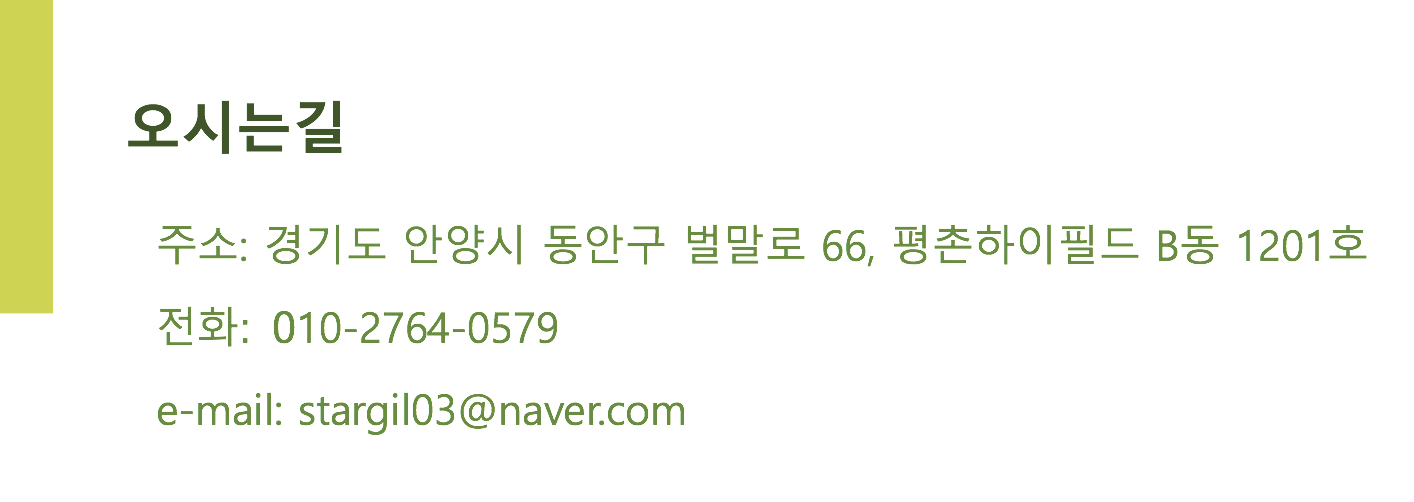 오시는길
주소: 경기도 안양시 동안구 벌말로 66, 평촌하이필드 B동 1201호
전화: 010-2764-0579
e-mail: stargil03@naver.com